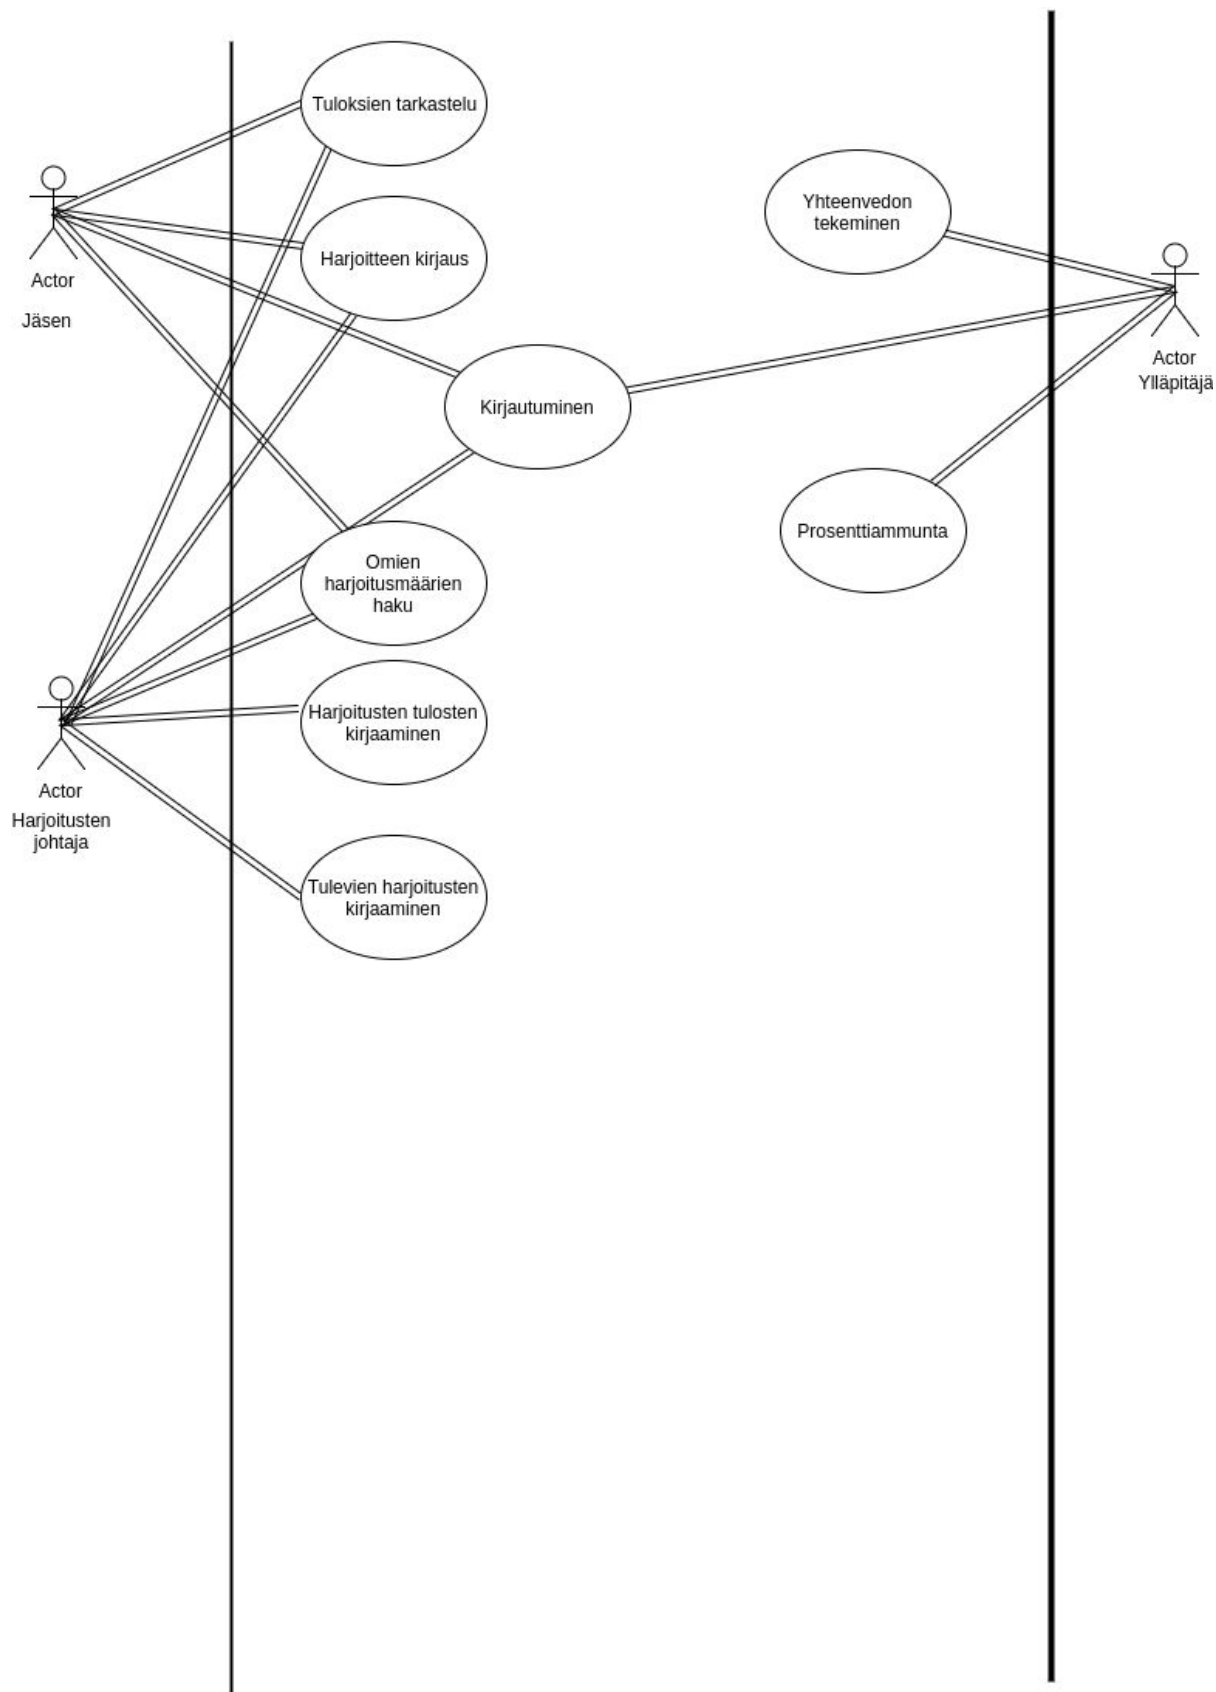 Tuloksien tarkastelu
Actor
Jäsen
Harjoitteen kirjaus
Kirjautuminen
Omien
harjoitusmäärien
haku
Actor
Harjoitusten
johtaja
Harjoitusten tulosten
kirjaaminen
Tulevien harjoitusten
kirjaaminen
Yhteenvedon
tekeminen
Actor
Ylläpitäjä
Prosenttiammunta